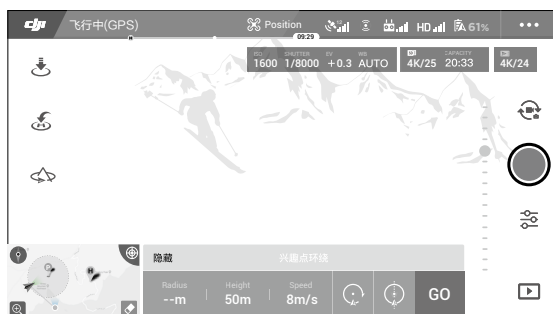 dji 飞行中(GPS) Position 12 HD 61%
H 09:29
ISO SHUTTER EV WB CAPACITY
1600 1/8000 +0.3 AUTO 4K/25 20:33 4K/24
隐藏 兴趣点环绕
Radius Height Speed
--m 50m 8m/s GO
H